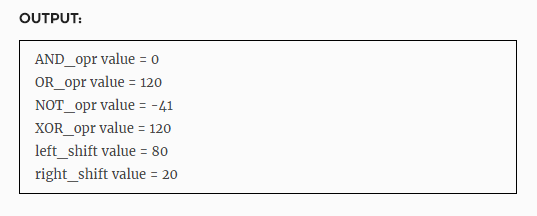 OUTPUT:
AND_opr value = 0
OR_opr value = 120
NOT_opr value = -41
XOR_opr value = 120
left_shift value = 80
right_shift value = 20